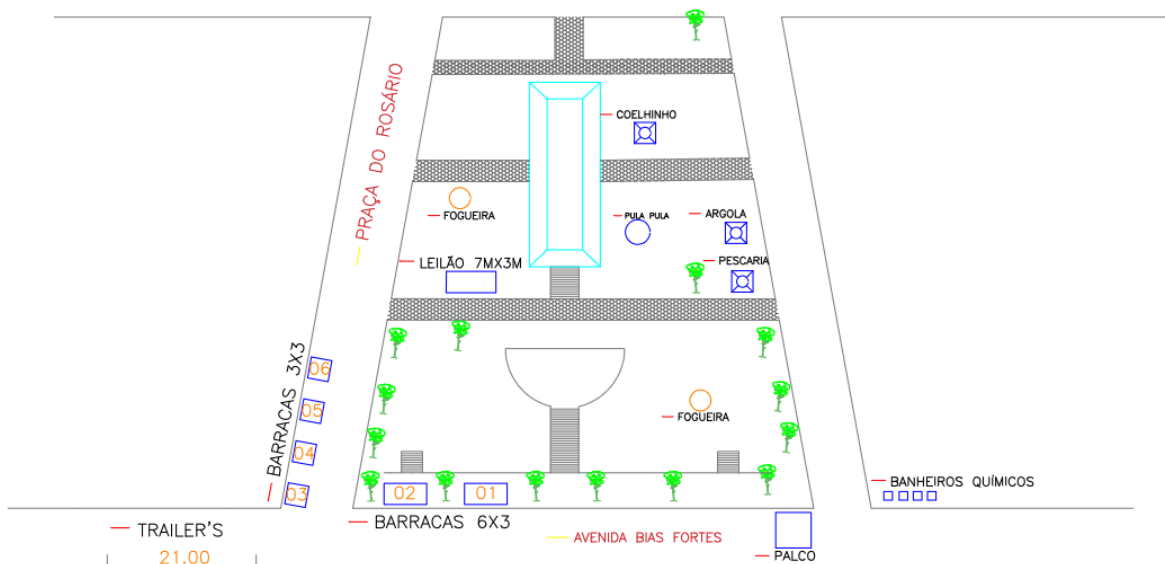 PRAÇA DO ROSÁRIO
COELHINHO
FOGUEIRA
PULA PULA
ARGOLA
LEILÃO 7MX3M
PESCARIA
BARRACAS 3X3
06
05
04
03
FOGUEIRA
02
01
BANHEIROS QUÍMICOS
TRAILER'S
21.00
BARRACAS 6X3
AVENIDA BIAS FORTES
PALCO